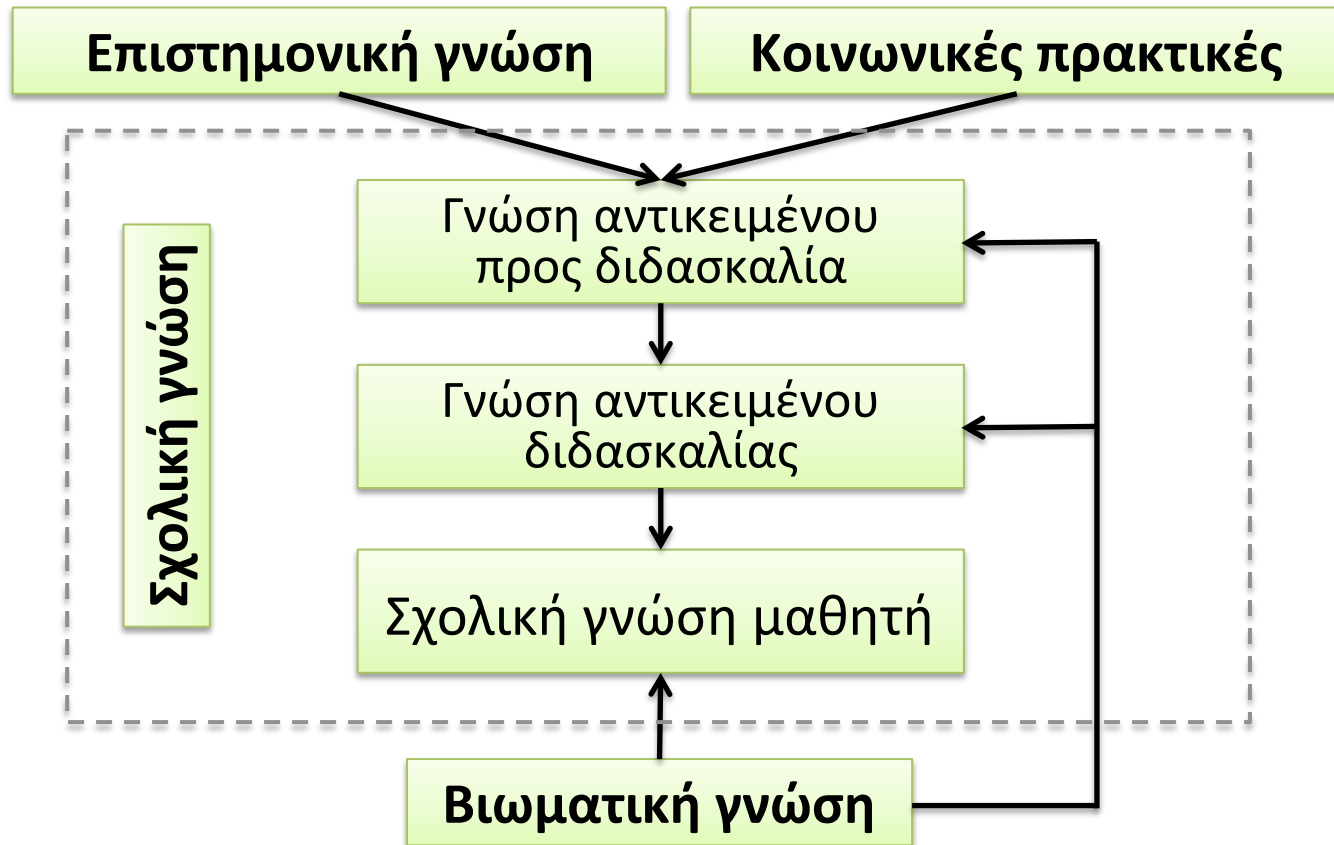 Επιστημονική γνώση
Κοινωνικές πρακτικές
Γνώση αντικειμένου
προς διδασκαλία
Σχολική γνώση
Γνώση αντικειμένου
διδασκαλίας
Σχολική γνώση μαθητή
Βιωματική γνώση